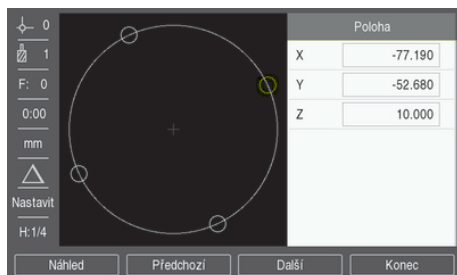 0
Poloha
1
X -77.190
F: 0
Y -52.680
0:00
Z 10.000
mm
Nastavit
H:1/4
Náhled Předchozí Další Konec